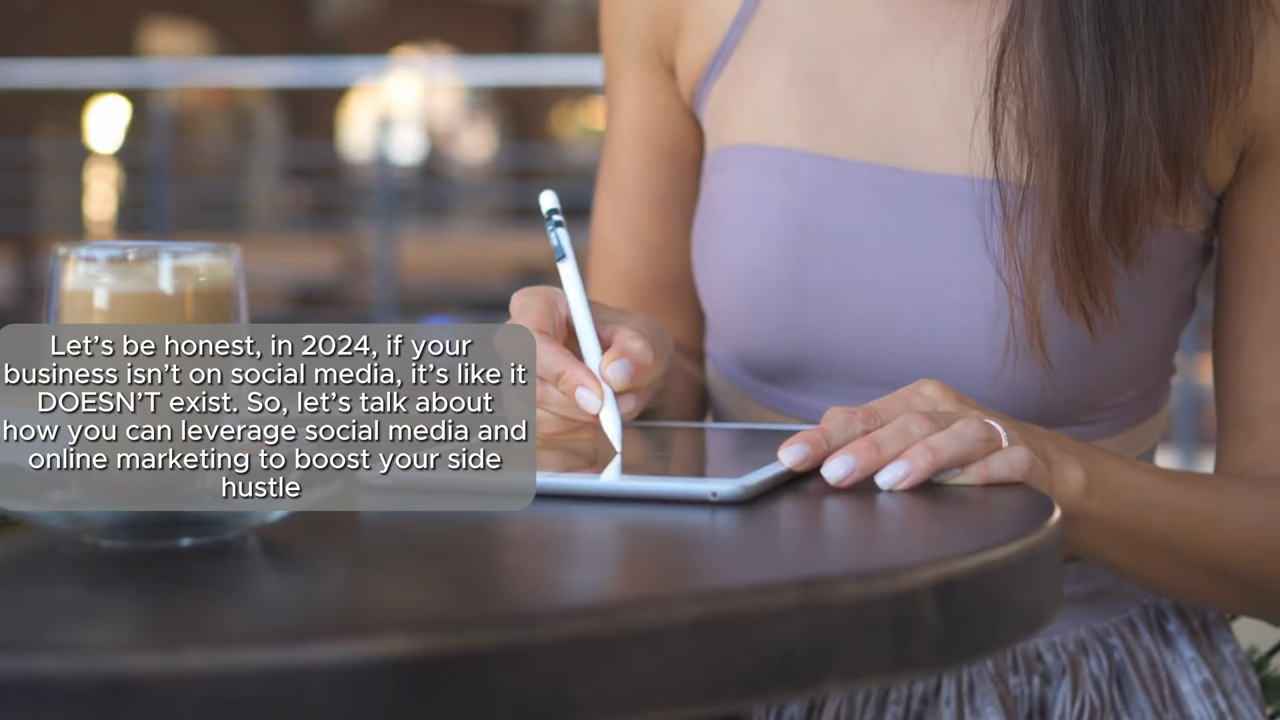 Let's be honest, in 2024, if your
business isn't on social media, it's like it
DOESN'T exist. So, let's talk about
how you can leverage social media and
online marketing to boost your side
hustle